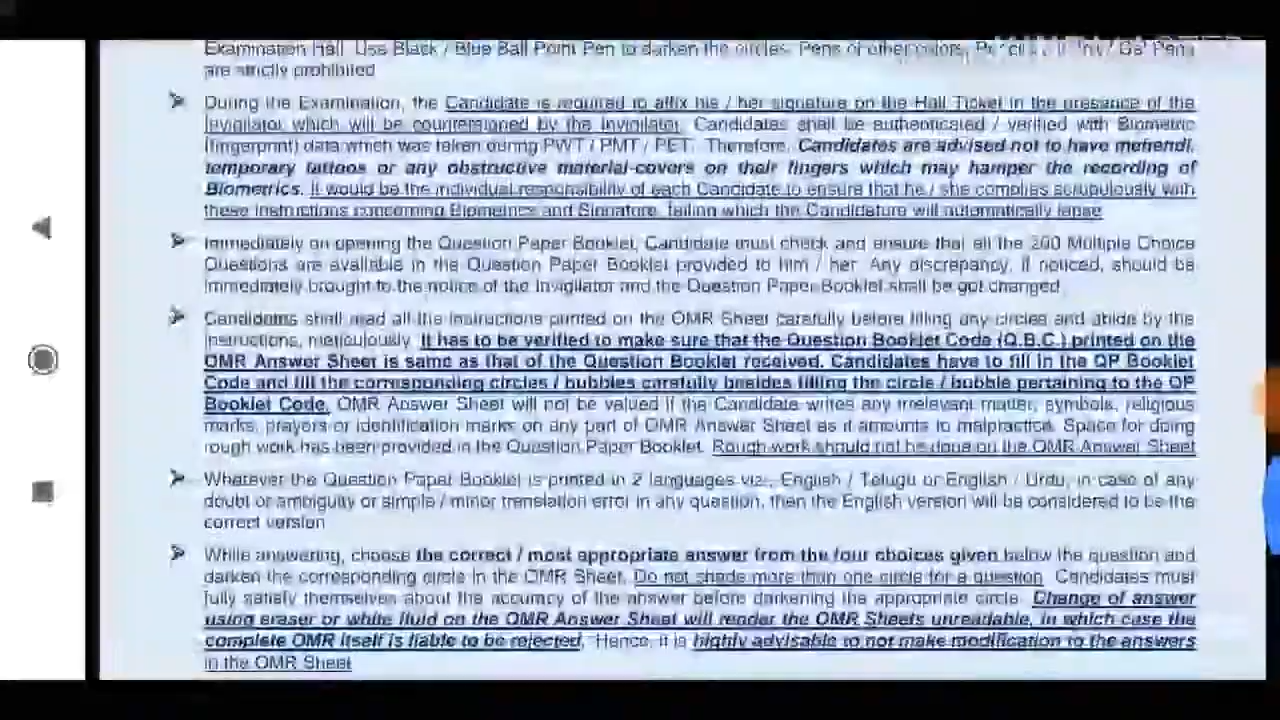 Examination Hall. Use Black / Blue Ball Point Pen to darken the circles. Pens of other colors, / Gel Pens
are strictly prohibited
➢ During the Examination, the Candidate is required to affix his / her signature on the Hall Ticket in the presence of the
Invigilator which will be countersigned by the Invigilator. Candidates shall be authenticated / verified with Biometric
(fingerprint) data which was taken during PWT / PMT / PET. Therefore, Candidates are advised not to have mehendi,
temporary tattoos or any obstructive material-covers on their fingers which may hamper the recording of
Biometrics. It would be the individual responsibility of each Candidate to ensure that he / she complies scrupulously with
these instructions concerning Biometrics and Signature, failing which the Candidature will automatically lapse
➢ Immediately on opening the Question Paper Booklet, Candidate must check and ensure that all the 200 Multiple Choice
Questions are available in the Question Paper Booklet provided to him / her. Any discrepancy, if noticed, should be
immediately brought to the notice of the Invigilator and the Question Paper Booklet shall be got changed
➢ Candidates shall read all the instructions printed on the OMR Sheet carefully before filling any circles and abide by the
instructions, meticulously. It has to be verified to make sure that the Question Booklet Code (Q.B.C.) printed on the
OMR Answer Sheet is same as that of the Question Booklet received. Candidates have to fill in the QP Booklet
Code and fill the corresponding circles / bubbles carefully besides filling the circle / bubble pertaining to the QP
Booklet Code. OMR Answer Sheet will not be valued if the Candidate writes any irrelevant matter, symbols, religious
marks, prayers or identification marks on any part of OMR Answer Sheet as it amounts to malpractice. Space for doing
rough work has been provided in the Question Paper Booklet. Rough work should not be done on the OMR Answer Sheet
➢ Whatever the Question Paper Booklet is printed in 2 languages viz., English / Telugu or English / Urdu, in case of any
doubt or ambiguity or simple / minor translation error in any question, then the English version will be considered to be the
correct version
➢ While answering, choose the correct / most appropriate answer from the four choices given below the question and
darken the corresponding circle in the OMR Sheet. Do not shade more than one circle for a question. Candidates must
fully satisfy themselves about the accuracy of the answer before darkening the appropriate circle. Change of answer
using eraser or white fluid on the OMR Answer Sheet will render the OMR Sheets unreadable, in which case the
complete OMR itself is liable to be rejected. Hence, it is highly advisable to not make modification to the answers
in the OMR Sheet